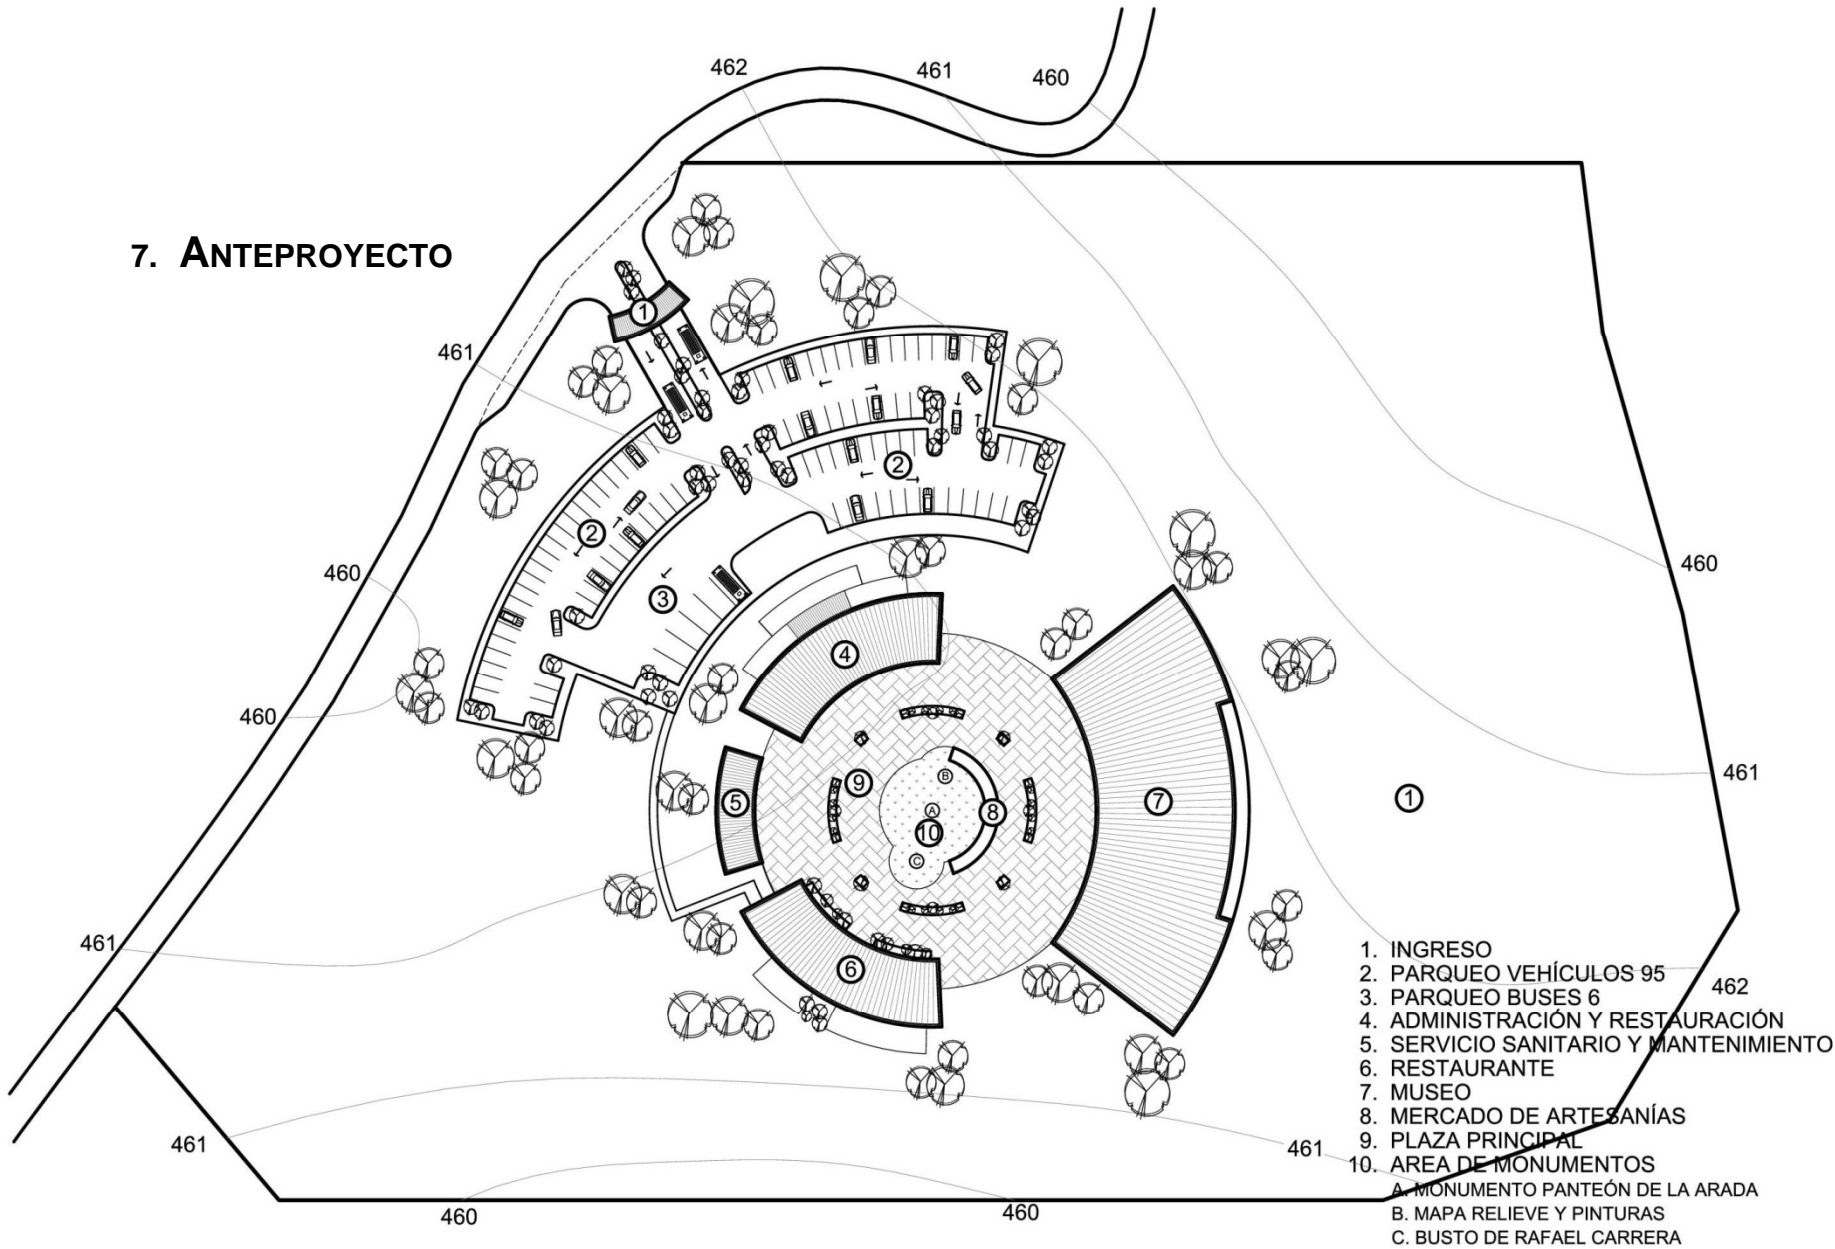 462
461
460
7. ANTEPROYECTO
1
461
2
2
460
460
3
4
460
9
B
5
A
8
7
1
461
10
C
461
1. INGRESO
6
2. PARQUEO VEHÍCULOS 95
462
3. PARQUEO BUSES 6
4. ADMINISTRACIÓN Y RESTAURACIÓN
5. SERVICIO SANITARIO Y MANTENIMIENTO
6. RESTAURANTE
7. MUSEO
8. MERCADO DE ARTESANÍAS
461
461
9. PLAZA PRINCIPAL
10. AREA DE MONUMENTOS
A. MONUMENTO PANTEÓN DE LA ARADA
460
460
B. MAPA RELIEVE Y PINTURAS
C. BUSTO DE RAFAEL CARRERA